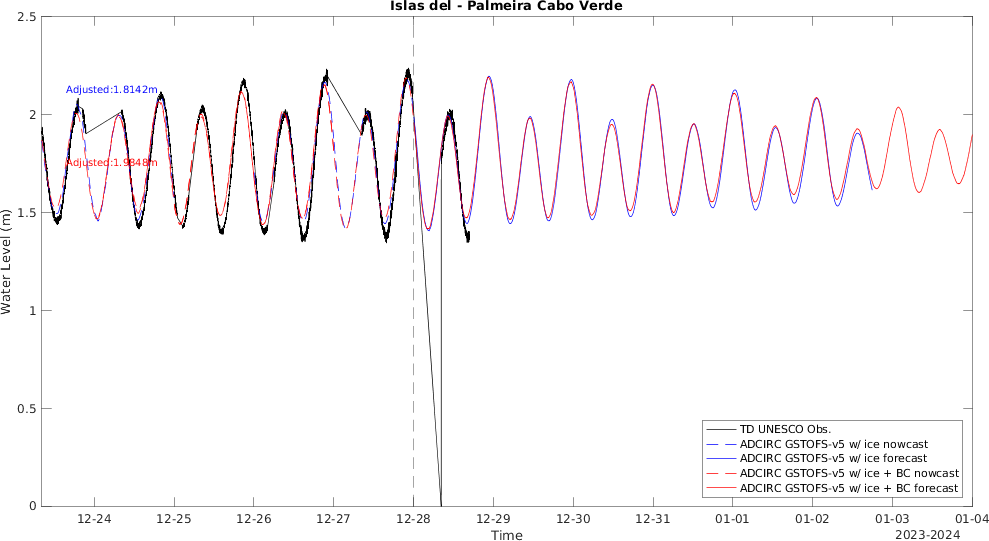 Islas del - Palmeira Cabo Verde
2.5
2
1.5
1
0.5
0
Water Level (m)
Adjusted:1.8142m
Adjusted:1.9848m
TD UNESCO Obs.
ADCIRC GSTOFS-v5 w/ ice nowcast
ADCIRC GSTOFS-v5 w/ ice forecast
ADCIRC GSTOFS-v5 w/ ice + BC nowcast
ADCIRC GSTOFS-v5 w/ ice + BC forecast
12-24 12-25 12-26 12-27 12-28 12-29 12-30 12-31 01-01 01-02 01-03 01-04
Time
2023-2024